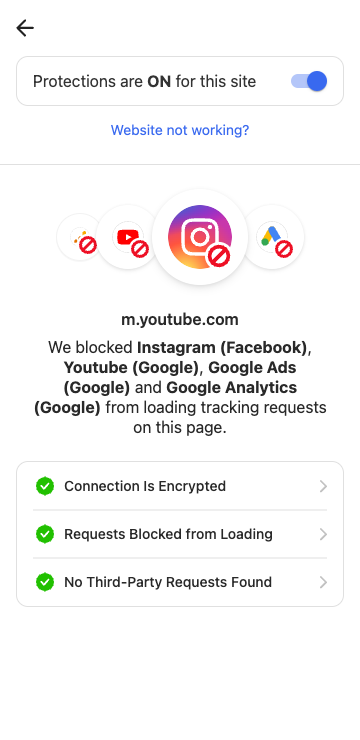 Protections are ON for this site
Website not working?
m.youtube.com
We blocked Instagram (Facebook),
Youtube (Google), Google Ads
(Google) and Google Analytics
(Google) from loading tracking requests
on this page.
Connection Is Encrypted
Requests Blocked from Loading
No Third-Party Requests Found